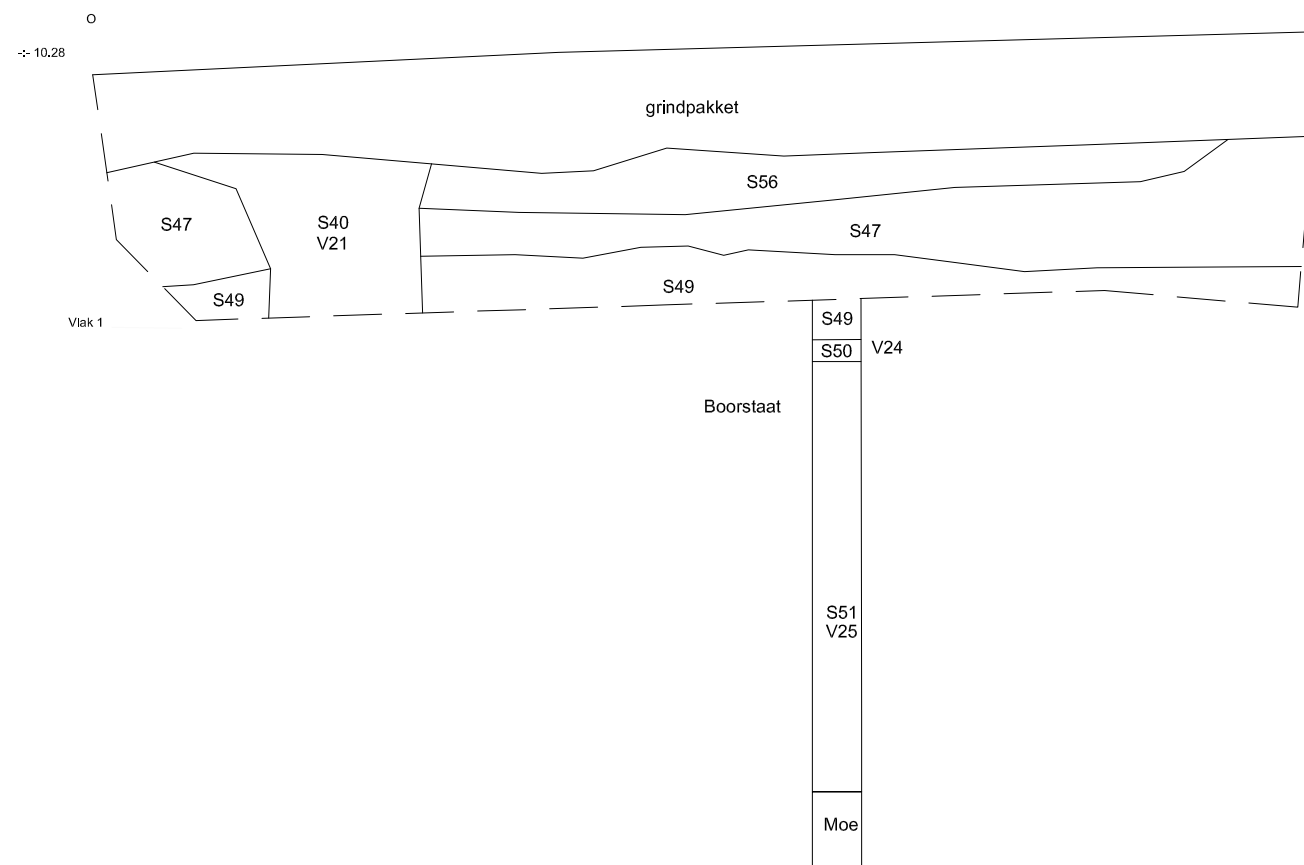 O
-:- 10.28
grindpakket
S56
S47
S40
V21
S47
S49
S49
Vlak 1
S49
S50
V24
Boorstaat
S51
V25
Moe